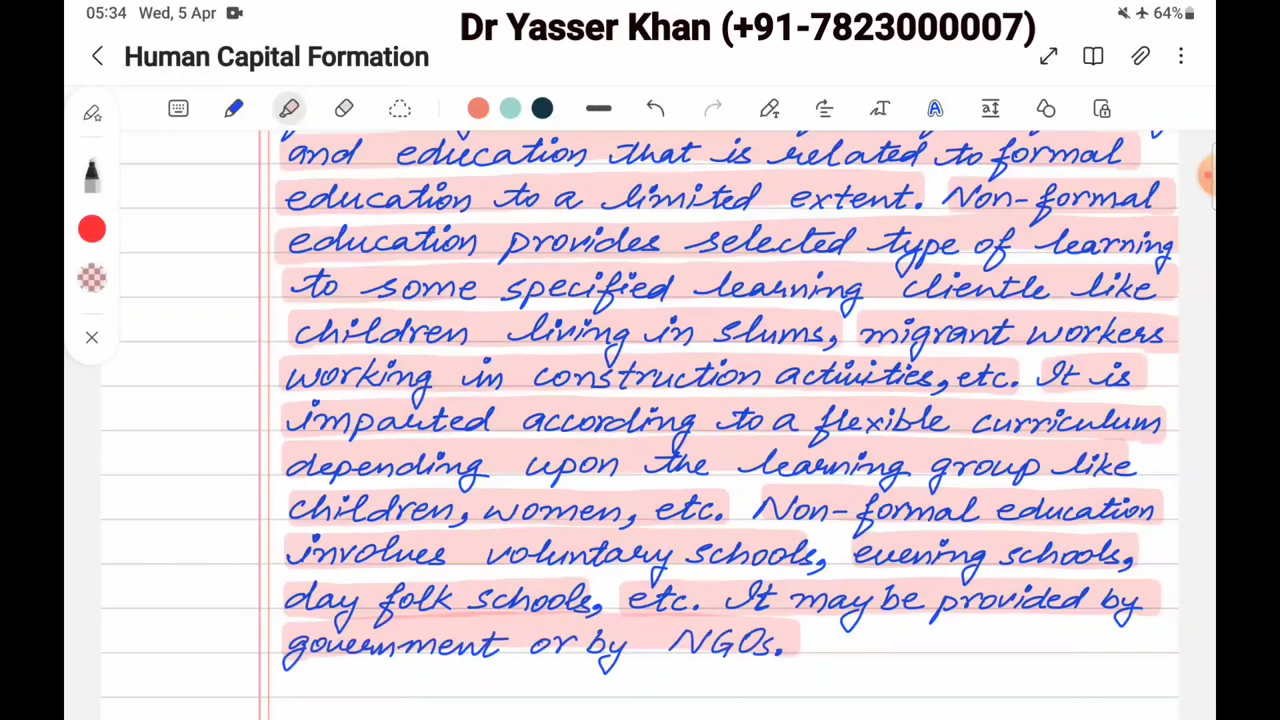 05:34 Wed, 5 Apr
64%
Dr Yasser Khan (+91-7823000007)
Human Capital Formation
and education that is related to formal
education to a limited extent. Non-formal
education provides selected type of learning
to some specified learning clientle like
children living in slums, migrant workers
working in construction activities, etc. It is
imparted according to a flexible curriculum
depending upon the learning group like
children, women, etc. Non-formal education
involves voluntary schools, evening schools,
day folk schools, etc. It may be provided by
government or by NGOs.